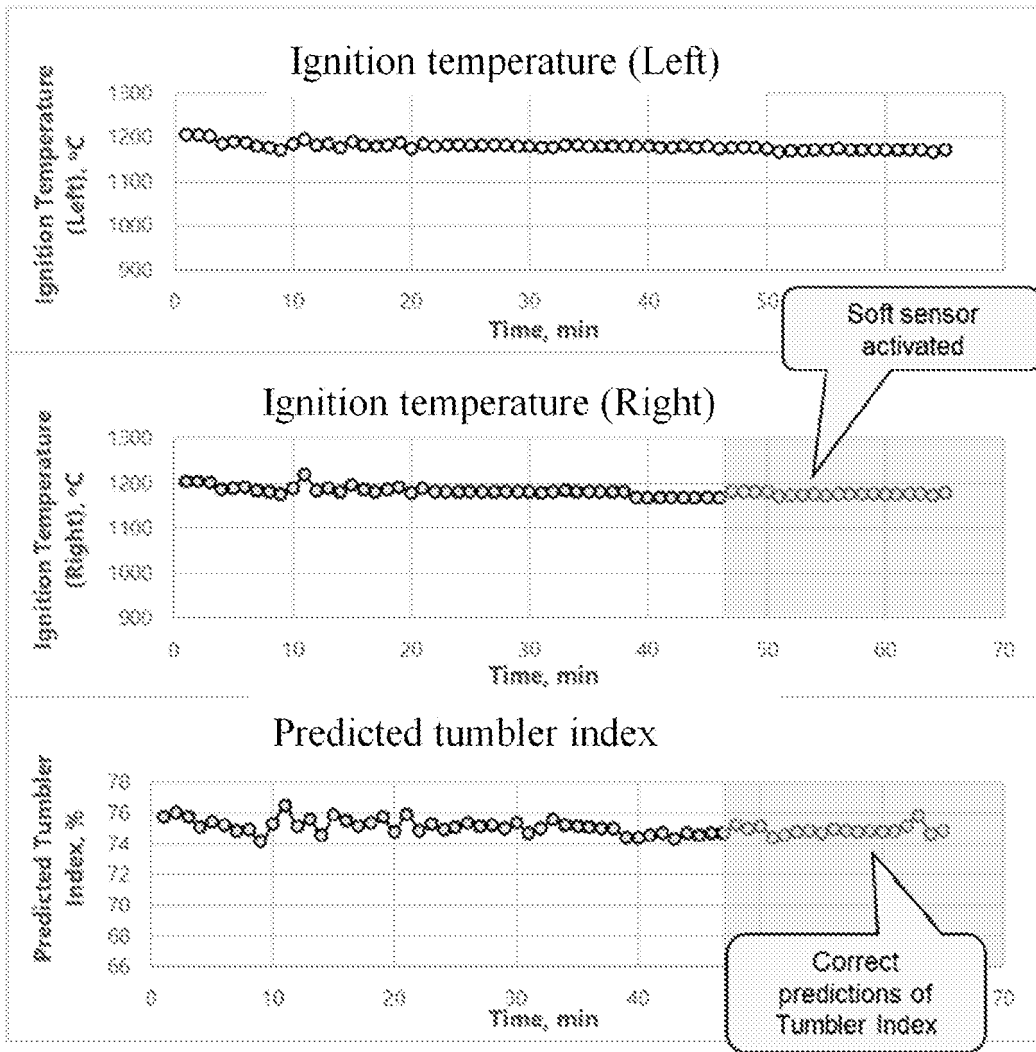 Ignition temperature (Left)
Ignition Temperature
(Left), °C
1300
1200
1100
1000
900
0 10 20 30 40 50
Time, min
Soft sensor
activated
Ignition temperature (Right)
Ignition Temperature
(Right), °C
1300
1200
1100
1000
900
0 10 20 30 40 50 60 70
Time, min
Predicted tumbler index
Predicted Tumbler
Index, %
78
76
74
72
70
68
66
0 10 20 30 40 70
Time, min
Correct
predictions of
Tumbler Index